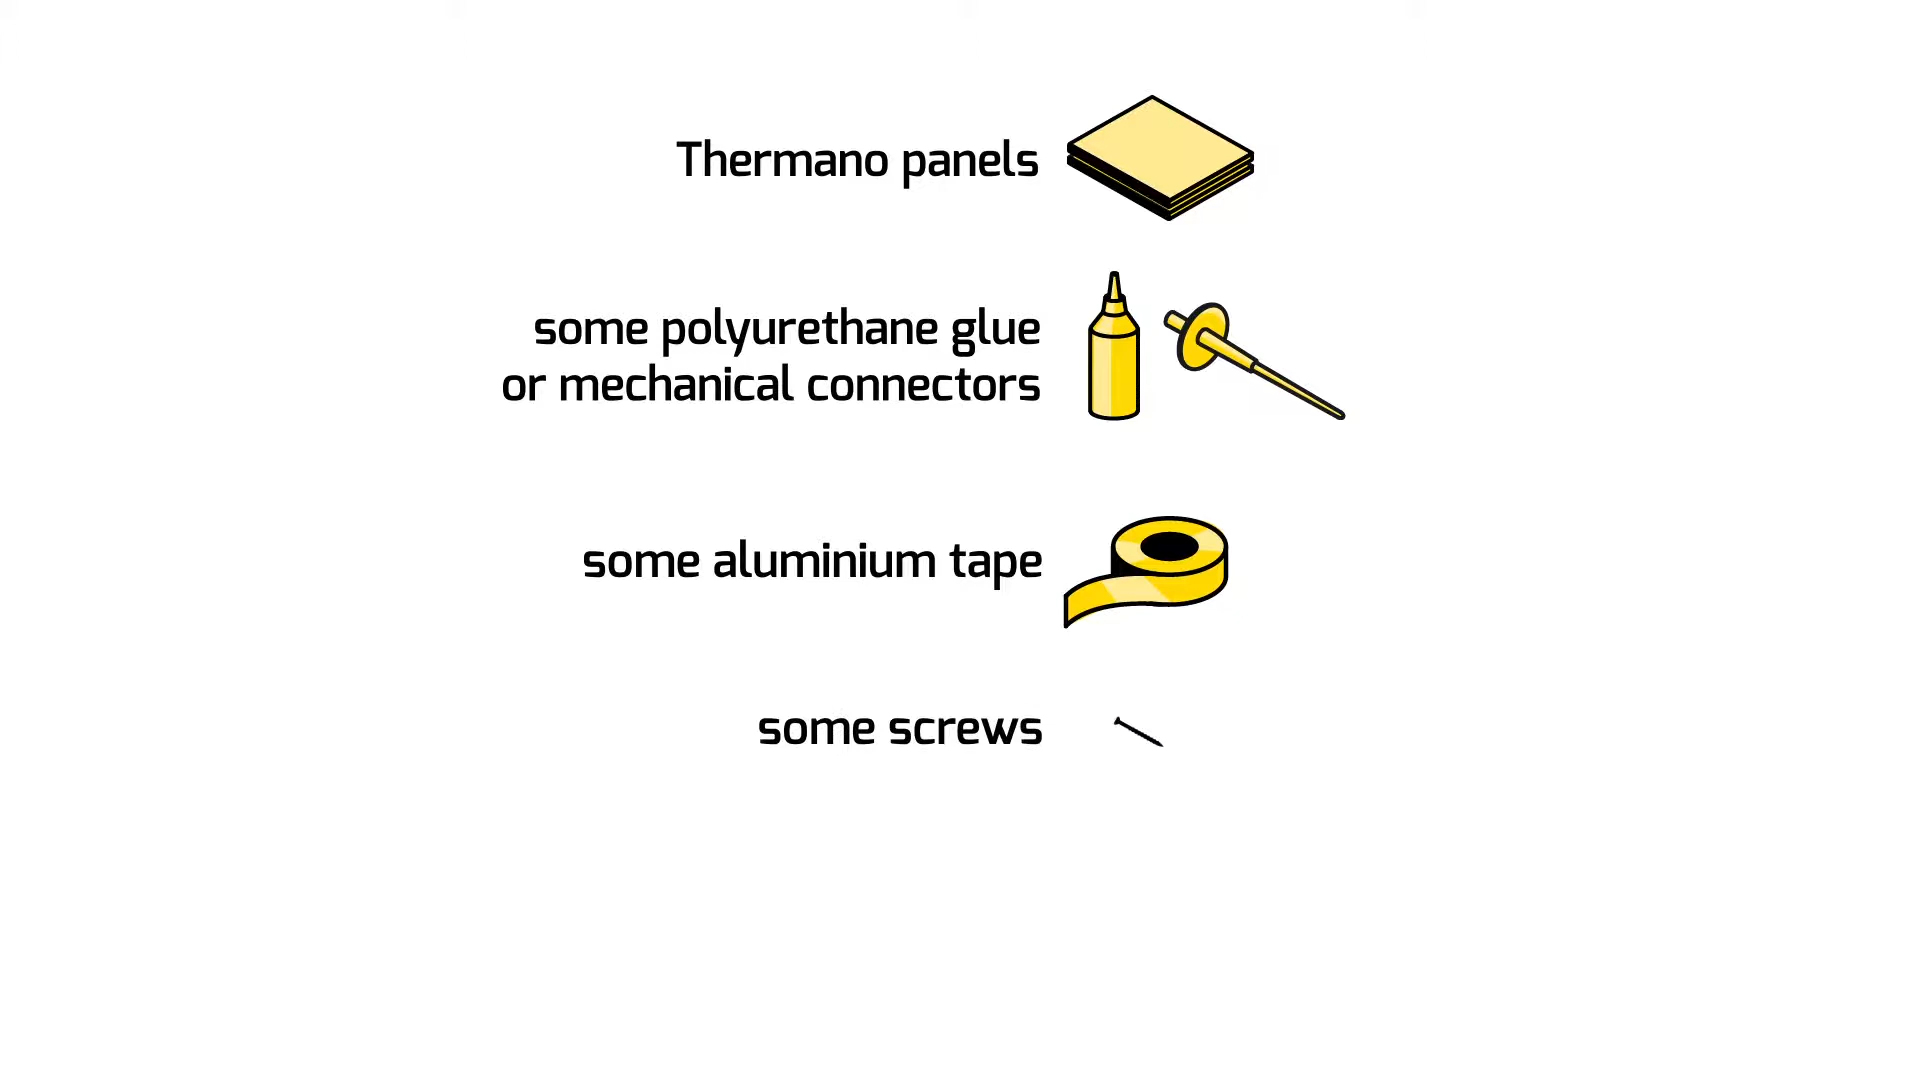 Thermano panels
some polyurethane glue
or mechanical connectors
some aluminium tape
some screws